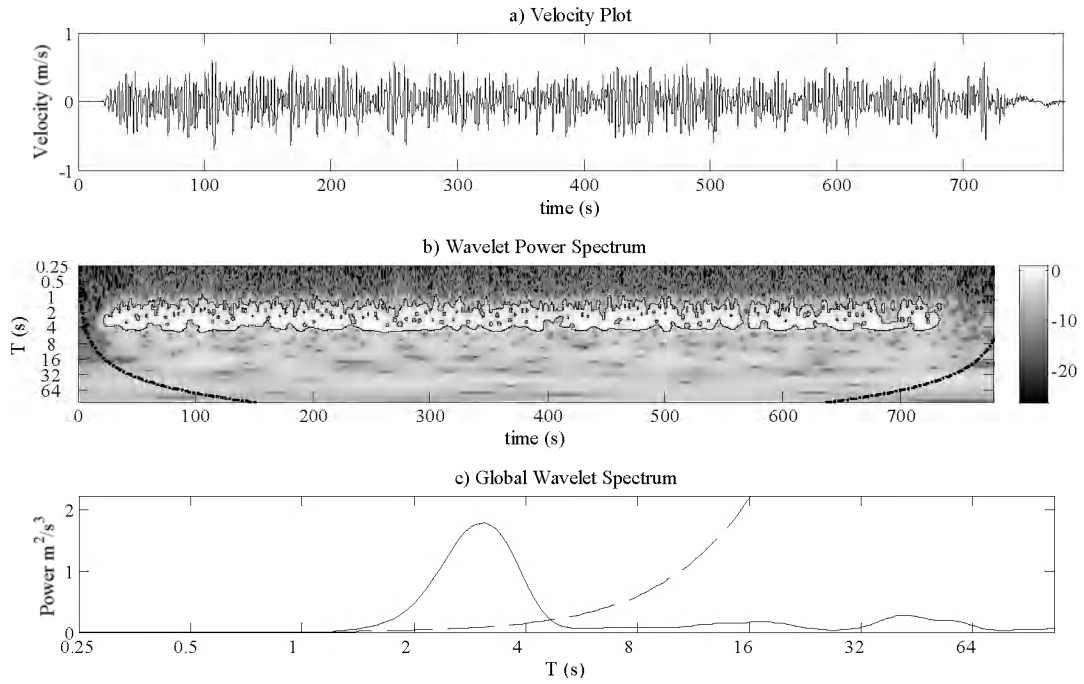 a) Velocity Plot
Velocity (m/s)
1
0
-1
0 100 200 300 400 500 600 700
time (s)
b) Wavelet Power Spectrum
T (s)
0.25
0.5
1
2
4
8
16
32
64
0 100 200 300 400 500 600 700
time (s)
0
-10
-20
c) Global Wavelet Spectrum
Power m²/s³
2
1
0
0.25 0.5 1 2 4 8 16 32 64
T (s)